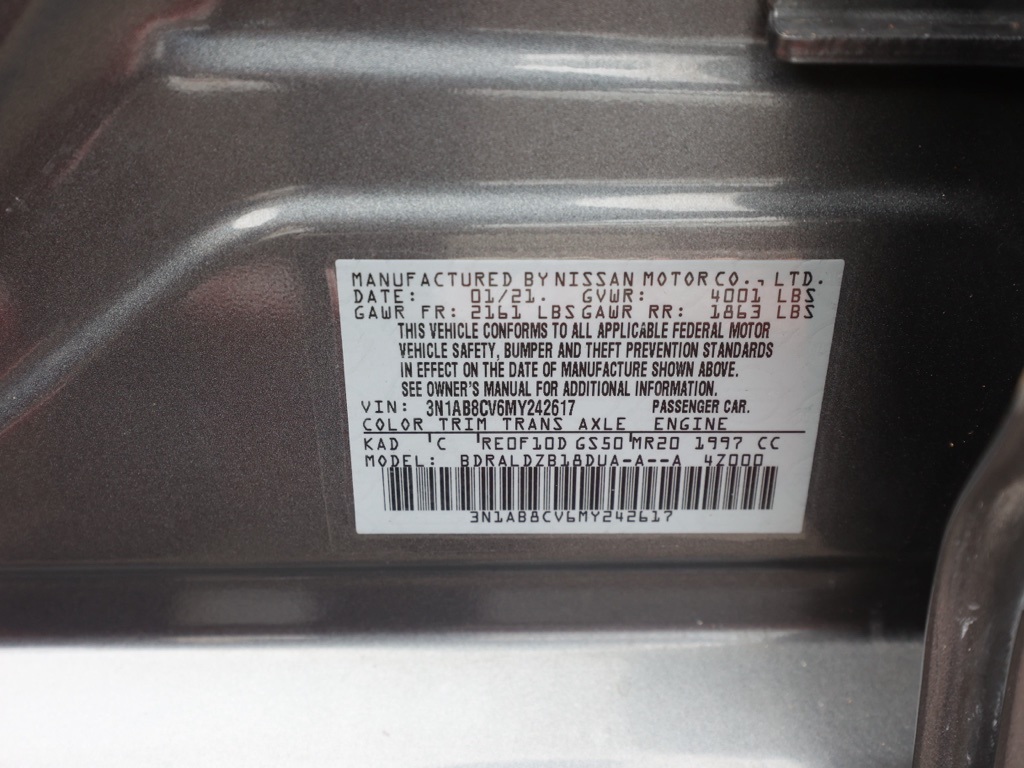 MANUFACTURED BY NISSAN MOTOR CO., LTD.
DATE: 01/21. GVWR: 4001 LBS
GAWR FR: 2161 LBS GAWR RR: 1863 LBS
THIS VEHICLE CONFORMS TO ALL APPLICABLE FEDERAL MOTOR
VEHICLE SAFETY, BUMPER AND THEFT PREVENTION STANDARDS
IN EFFECT ON THE DATE OF MANUFACTURE SHOWN ABOVE.
SEE OWNER'S MANUAL FOR ADDITIONAL INFORMATION.
VIN: 3N1AB8CV6MY242617 PASSENGER CAR.
COLOR TRIM TRANS AXLE ENGINE
KAD 'C 'RE0F10D GS50'MR20 1997 CC
MODEL: BDRALDZB18DUA-A--A 4Z000
3N1AB8CV6MY242617